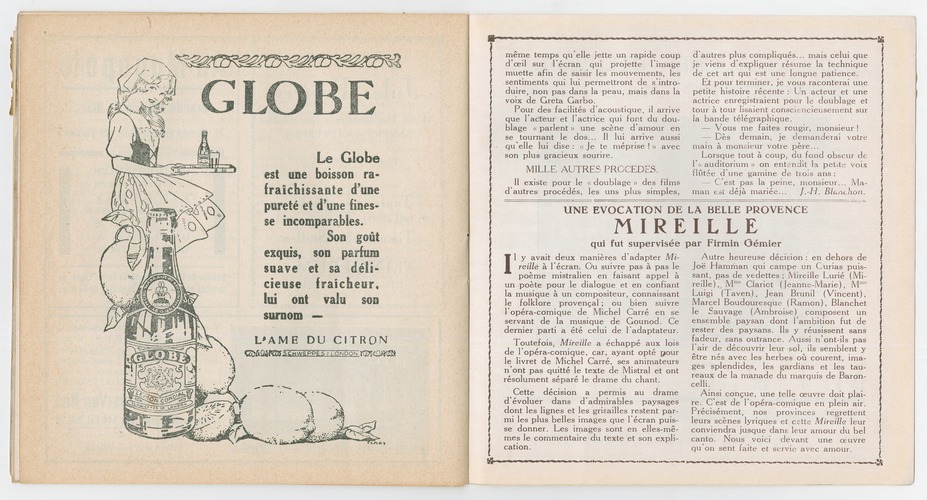 GLOBE
Le Globe
est une boisson ra-
fraîchissante d'une
pureté et d'une fines-
se incomparables.
Son goût
exquis, son parfum
suave et sa déli-
cieuse fraîcheur,
lui ont valu son
surnom —
L'AME DU CITRON
SCHWEPPES. LONDON
GLOBE
même temps qu'elle jette un rapide coup
d'œil sur l'écran qui projette l'image
muette afin de saisir les mouvements, les
sentiments qui lui permettront de s'intro-
duire, non pas dans la peau, mais dans la
voix de Greta Garbo.
Pour des facilités d'acoustique, il arrive
que l'acteur et l'actrice qui font du dou-
blage « parlent » une scène d'amour en
se tournant le dos... Il lui arrive aussi
qu'elle lui dise : « Je te méprise ! » avec
son plus gracieux sourire.
MILLE AUTRES PROCEDES.
Il existe pour le « doublage » des films
d'autres procédés, les uns plus simples,
d'autres plus compliqués... mais celui que
je viens d'expliquer résume la technique
de cet art qui est une longue patience.
Et pour terminer, je vous raconterai une
petite histoire récente : Un acteur et une
actrice enregistraient pour le doublage et
tour à tour lisaient consciencieusement sur
la bande télégraphique.
— Vous me faites rougir, monsieur !
— Dès demain, je demanderai votre
main à monsieur votre père...
Lorsque tout à coup, du fond obscur de
l'« auditorium » on entendit la petite voix
flûtée d'une gamine de trois ans :
— C'est pas la peine, monsieur... Ma-
man est déjà mariée... J.-H. Blanchon.
UNE EVOCATION DE LA BELLE PROVENCE
MIREILLE
qui fut supervisée par Firmin Gémier
Il y avait deux manières d'adapter Mi-
reille à l'écran. Ou suivre pas à pas le
poème mistralien en faisant appel à
un poète pour le dialogue et en confiant
la musique à un compositeur, connaissant
le folklore provençal ; ou bien suivre
l'opéra-comique de Michel Carré en se
servant de la musique de Gounod. Ce
dernier parti a été celui de l'adaptateur.
Toutefois, Mireille a échappé aux lois
de l'opéra-comique, car, ayant opté pour
le livret de Michel Carré, ses animateurs
n'ont pas quitté le texte de Mistral et ont
résolument séparé le drame du chant.
Cette décision a permis au drame
d'évoluer dans d'admirables paysages
dont les lignes et les grisailles restent par-
mi les plus belles images que l'écran puis-
se donner. Les images sont en elles-mê-
mes le commentaire du texte et son expli-
cation.
Autre heureuse décision : en dehors de
Joë Hamman qui campe un Curias puis-
sant, pas de vedettes ; Mireille Lurié (Mi-
reille), Mme Clariot (Jeanne-Marie), Mme
Luigi (Taven), Jean Brunil (Vincent),
Marcel Boudouresque (Ramon), Blanchet
le Sauvage (Ambroise) composent un
ensemble paysan dont l'ambition fut de
rester des paysans. Ils y réussissent sans
fadeur, sans outrance. Aussi n'ont-ils pas
l'air de découvrir leur sol, ils semblent y
être nés avec les herbes où courent, ima-
ges splendides, les gardians et les tau-
reaux de la manade du marquis de Baron-
celli.
Ainsi conçue, une telle œuvre doit plai-
re. C'est de l'opéra-comique en plein air.
Précisément, nos provinces regrettent
leurs scènes lyriques et cette Mireille leur
conviendra jusque dans leur amour du bel
canto. Nous voici devant une œuvre
qu'on sent faite et servie avec amour.